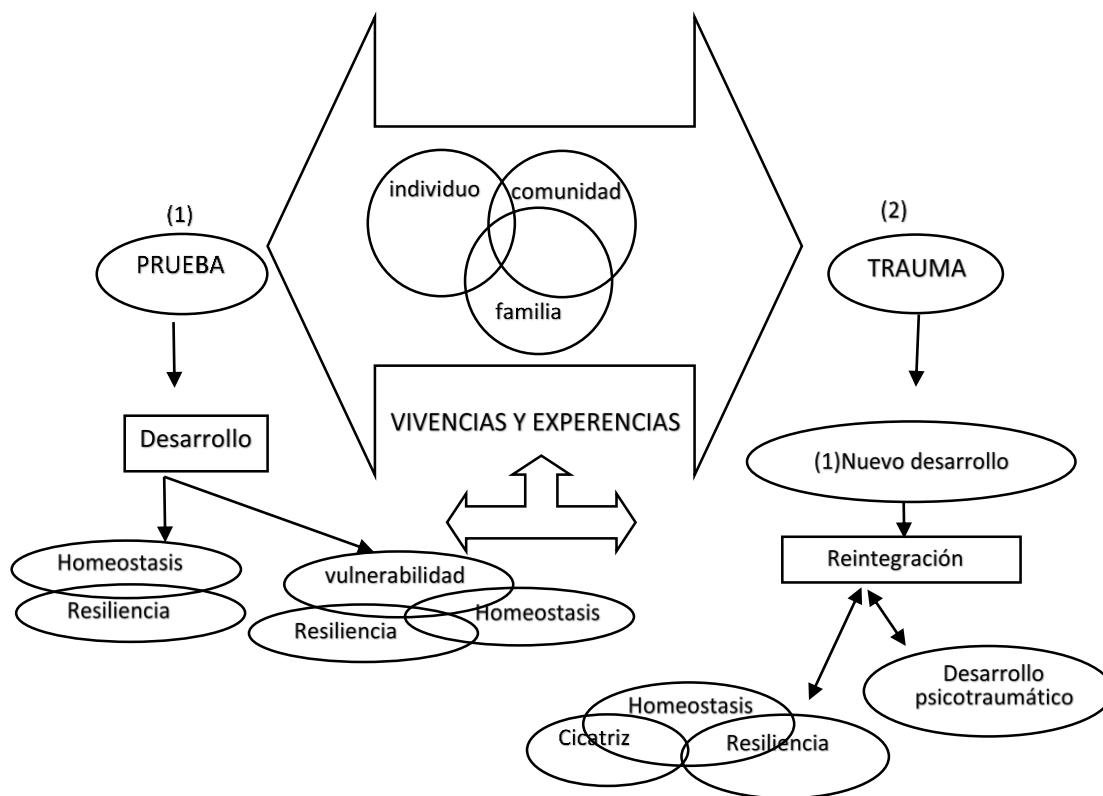 individuo
comunidad
familia
(1)
PRUEBA
(2)
TRAUMA
VIVENCIAS Y EXPERENCIAS
Desarrollo
(1)Nuevo desarrollo
Homeostasis
Resiliencia
vulnerabilidad
Homeostasis
Resiliencia
Reintegración
Desarrollo
psicotraumático
Homeostasis
Cicatriz
Resiliencia